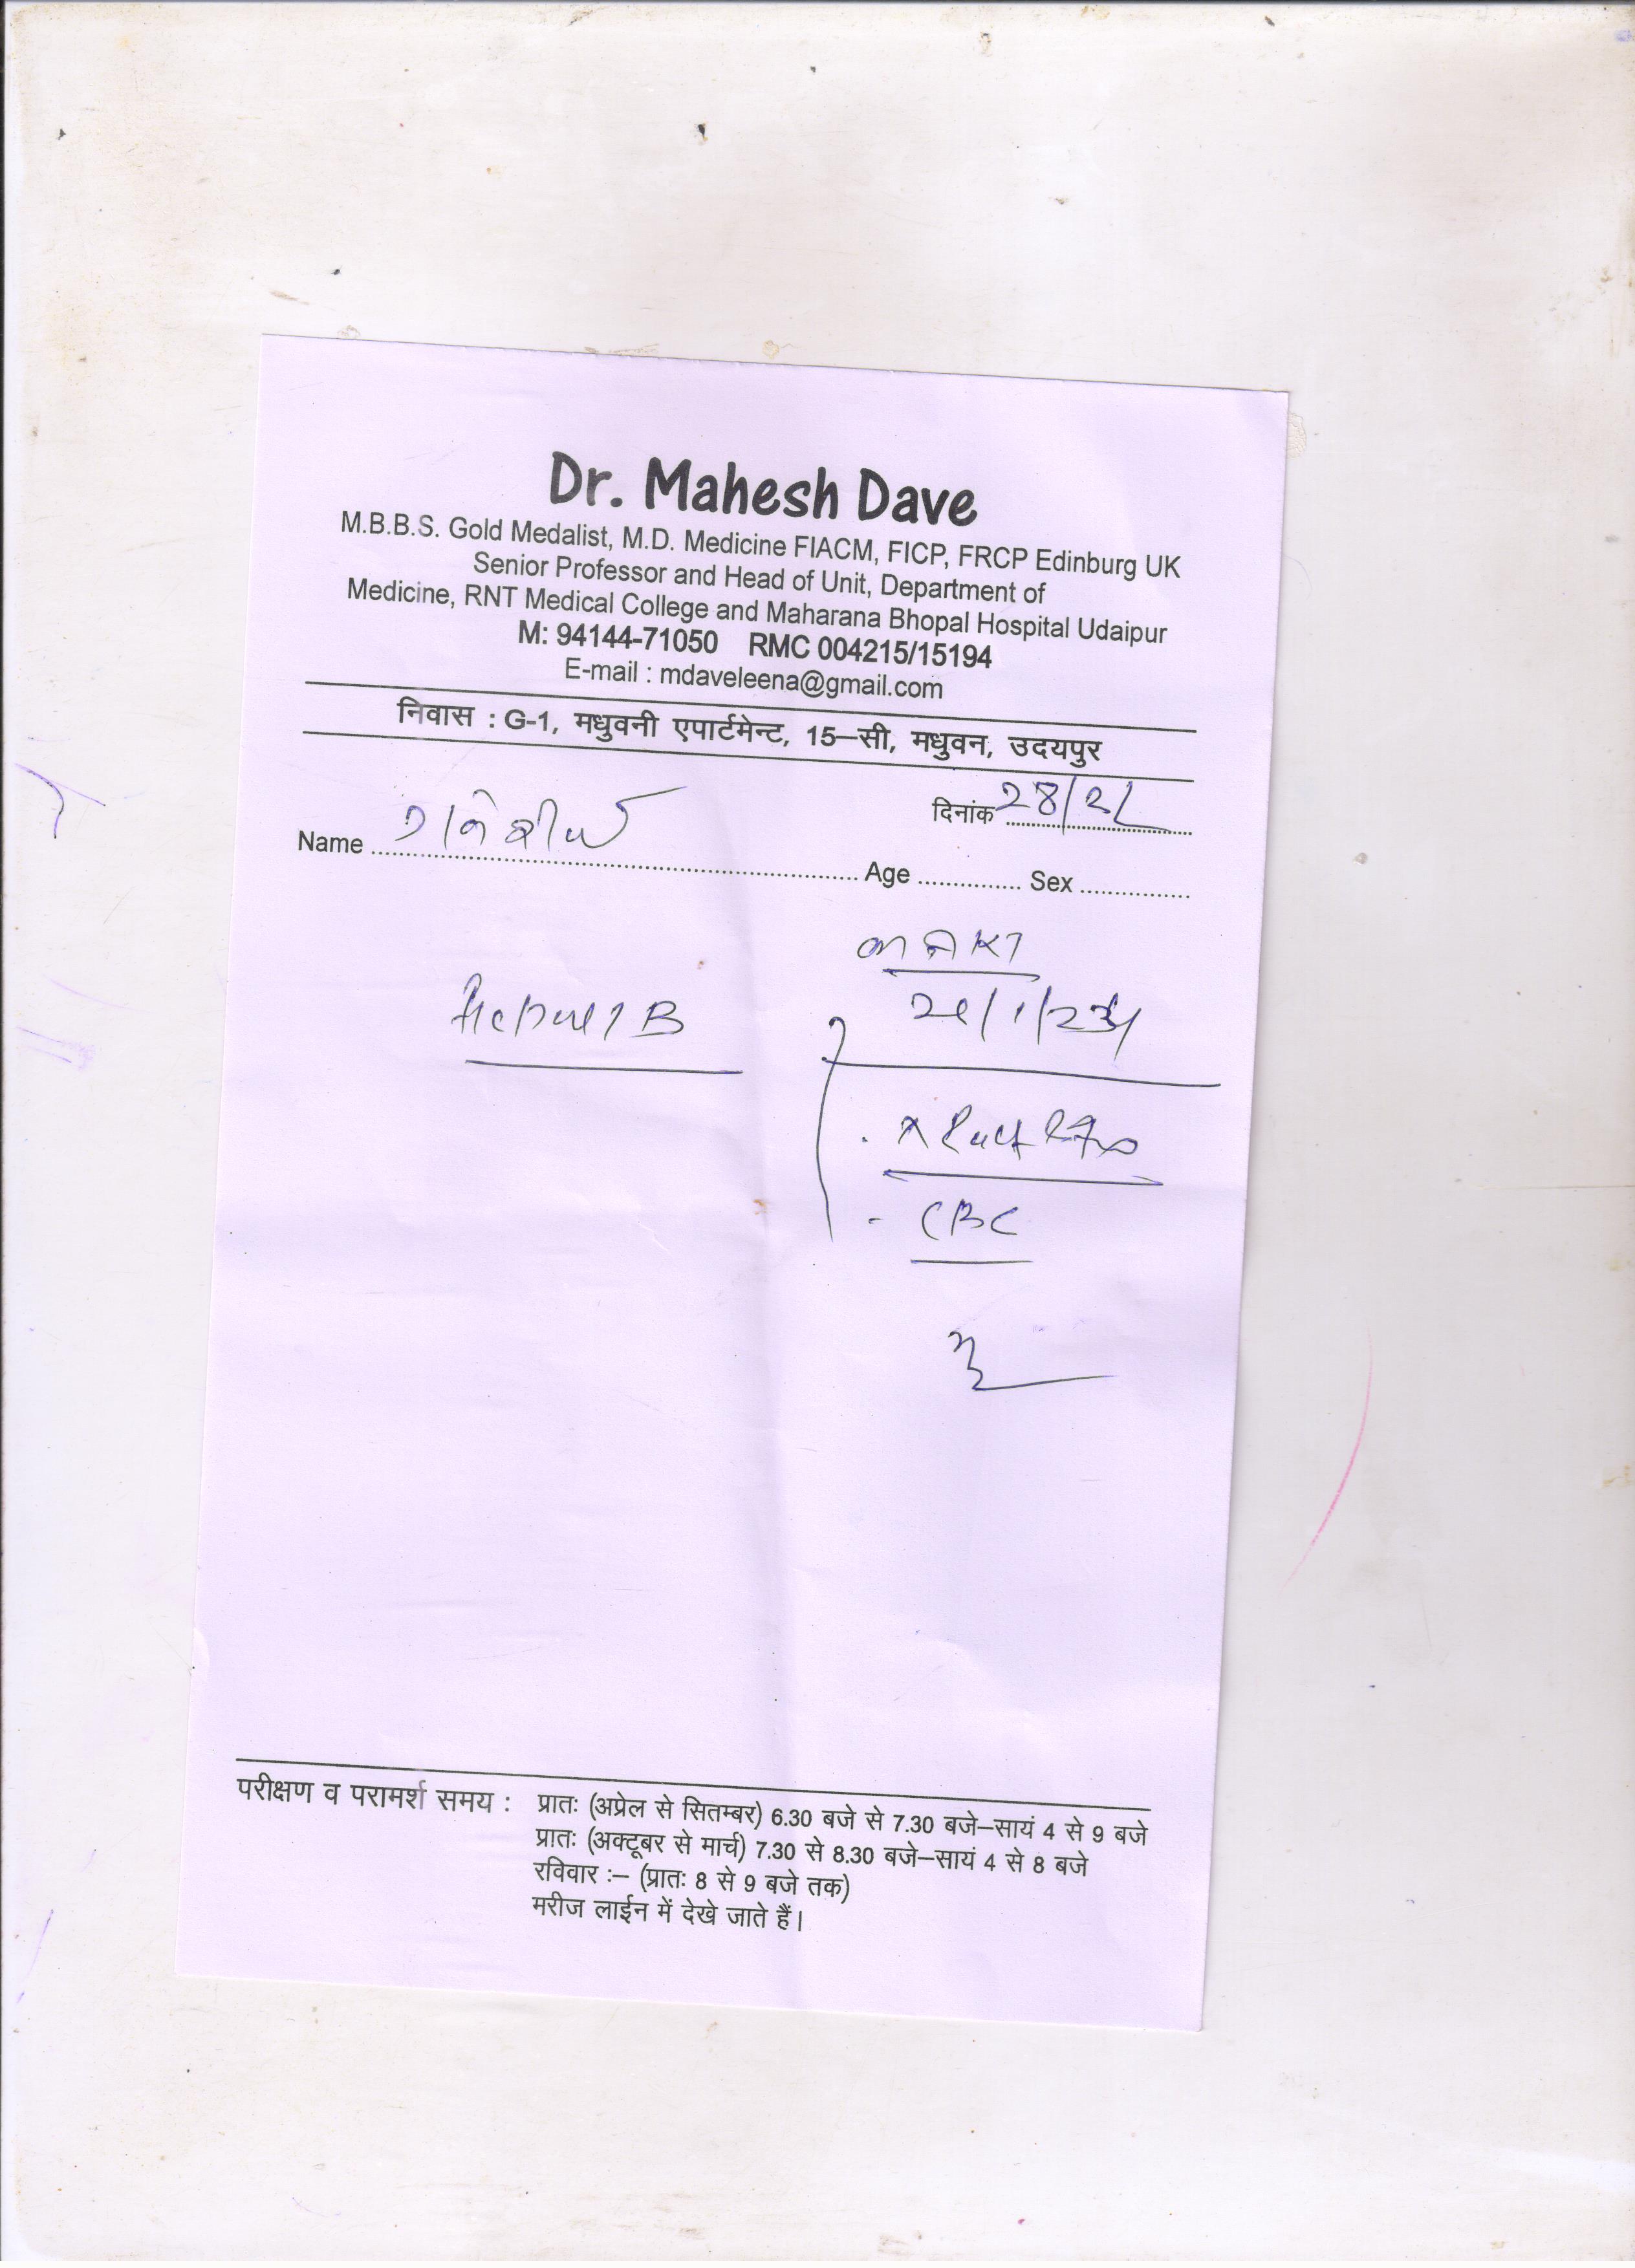 Dr. Mahesh Dave
M.B.B.S. Gold Medalist, M.D. Medicine FIACM, FICP, FRCP Edinburg UK
Senior Professor and Head of Unit, Department of
Medicine, RNT Medical College and Maharana Bhopal Hospital Udaipur
M: 94144-71050 RMC 004215/15194
E-mail : mdaveleena@gmail.com
निवास : G-1, मधुवनी एपार्टमेन्ट, 15–सी, मधुवन, उदयपुर
दिनांक 28/2/
Name Age Sex
B
CBC
परीक्षण व परामर्श समय : प्रातः (अप्रेल से सितम्बर) 6.30 बजे से 7.30 बजे–सायं 4 से 9 बजे
प्रातः (अक्टूबर से मार्च) 7.30 से 8.30 बजे–सायं 4 से 8 बजे
रविवार :– (प्रातः 8 से 9 बजे तक)
मरीज लाईन में देखे जाते हैं।